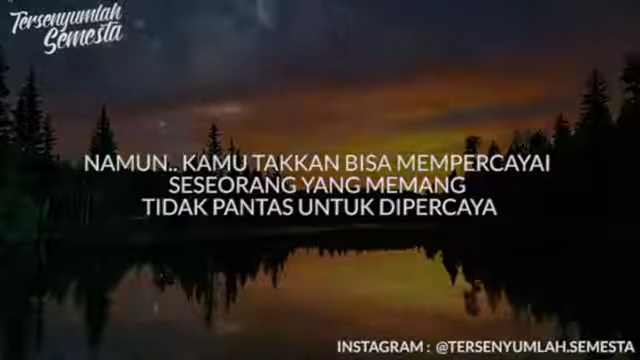 Tersenyumlah
Semesta
NAMUN.. KAMU TAKKAN BISA MEMPERCAYAI
SESEORANG YANG MEMANG
TIDAK PANTAS UNTUK DIPERCAYA
INSTAGRAM : @TERSENYUMLAH.SEMESTA